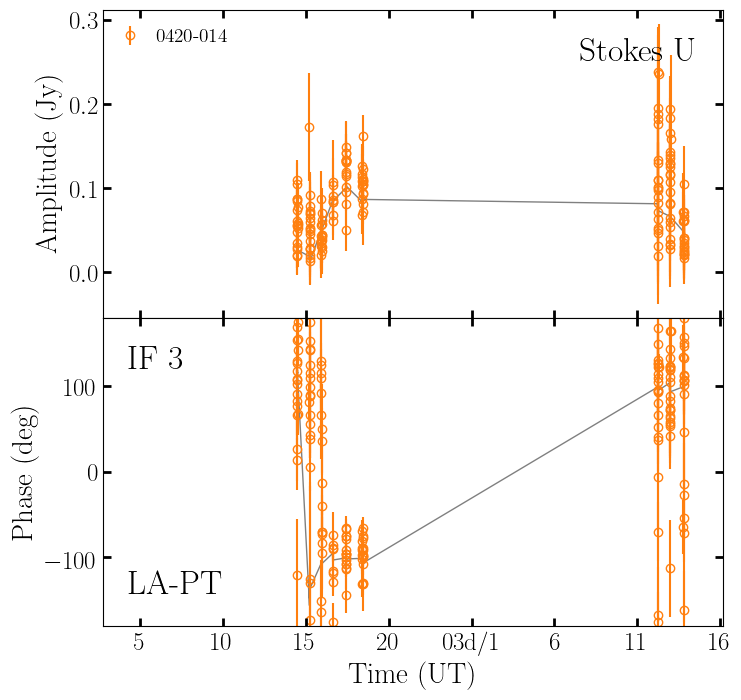 0420-014
Stokes U
0.3
0.2
0.1
0.0
Amplitude (Jy)
IF 3
100
0
−100
Phase (deg)
LA-PT
5 10 15 20 03d/1 6 11 16
Time (UT)